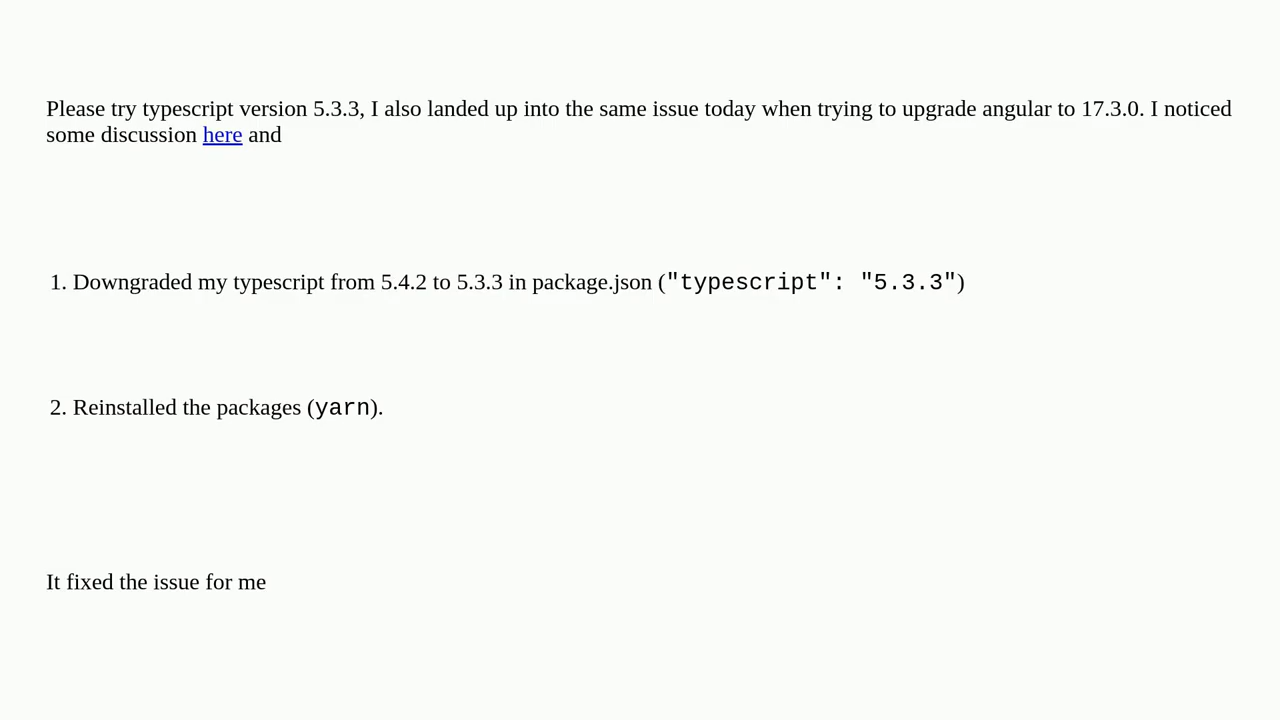 Please try typescript version 5.3.3, I also landed up into the same issue today when trying to upgrade angular to 17.3.0. I noticed
some discussion here and
1. Downgraded my typescript from 5.4.2 to 5.3.3 in package.json ("typescript": "5.3.3")
2. Reinstalled the packages (yarn).
It fixed the issue for me